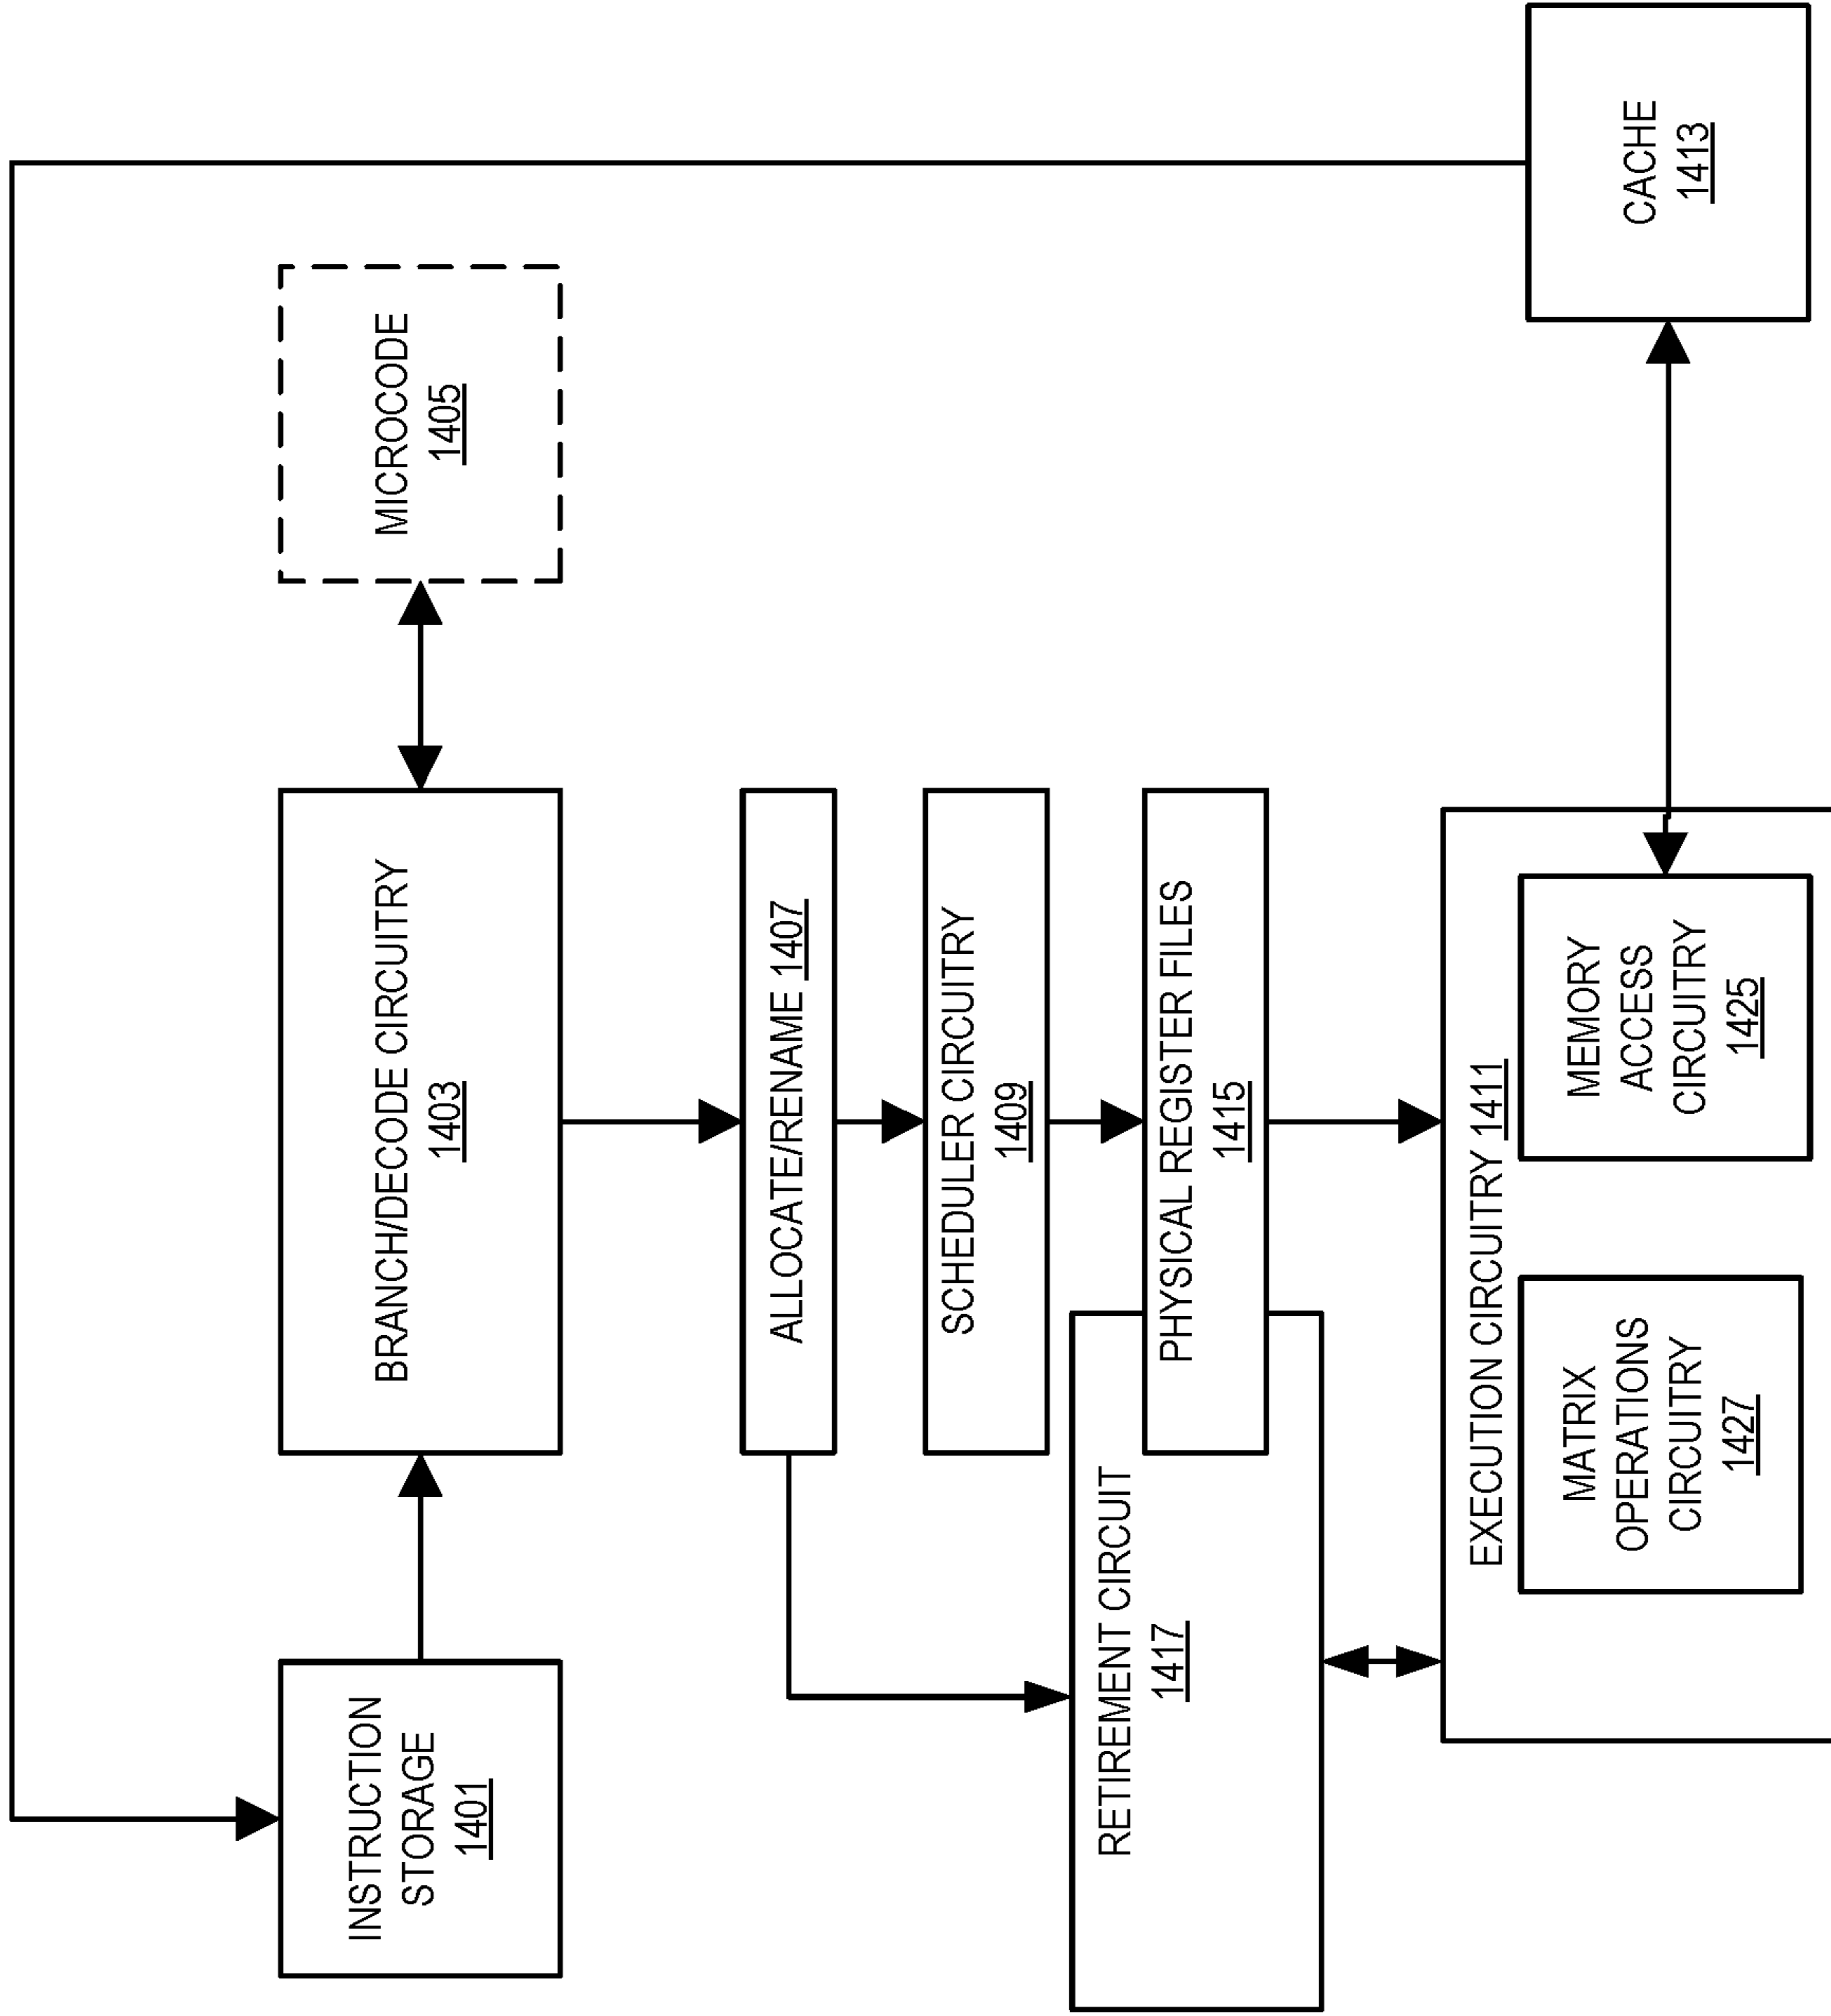 INSTRUCTION
STORAGE
1401
BRANCH/DECODE CIRCUITRY
1403
MICROCODE
1405
ALLOCATE/RENAME 1407
SCHEDULER CIRCUITRY
1409
RETIREMENT CIRCUIT
1417
PHYSICAL REGISTER FILES
1415
EXECUTION CIRCUITRY 1411
MATRIX
OPERATIONS
CIRCUITRY
1427
MEMORY
ACCESS
CIRCUITRY
1425
CACHE
1413